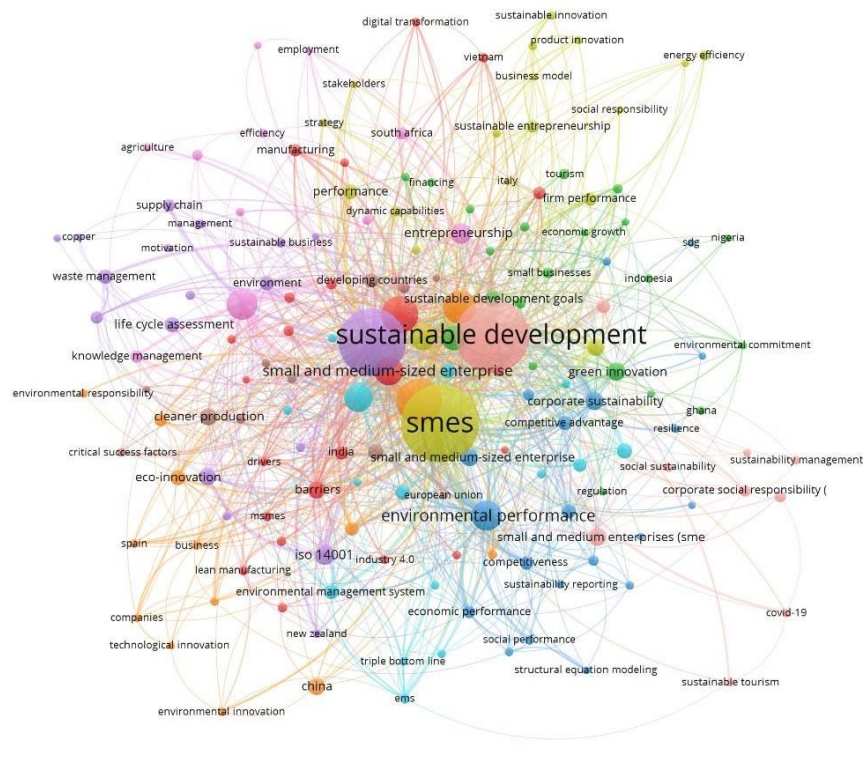 digital transformation
sustainable innovation
employment
product innovation
vietnam
energy efficiency
business model
stakeholders
social responsibility
strategy
sustainable entrepreneurship
efficiency
south africa
agriculture
manufacturing
tourism
financing
italy
performance
firm performance
supply chain
dynamic capabilities
management
entrepreneurship
economic growth
copper
sustainable business
sdg
nigeria
motivation
waste management
environment
developing countries
small businesses
indonesia
sustainable development goals
life cycle assessment
sustainable development
environmental commitment
knowledge management
small and medium-sized enterprise
green innovation
environmental responsibility
corporate sustainability
cleaner production
smes
competitive advantage
ghana
resilience
critical success factors
india
small and medium-sized enterprise
drivers
social sustainability
sustainability management
eco-innovation
barriers
european union
regulation
corporate social responsibility (
msmes
environmental performance
small and medium enterprises (sme
spain
business
iso 14001
industry 4.0
competitiveness
lean manufacturing
environmental management system
sustainability reporting
companies
economic performance
covid-19
new zealand
technological innovation
social performance
triple bottom line
structural equation modeling
china
sustainable tourism
ems
environmental innovation